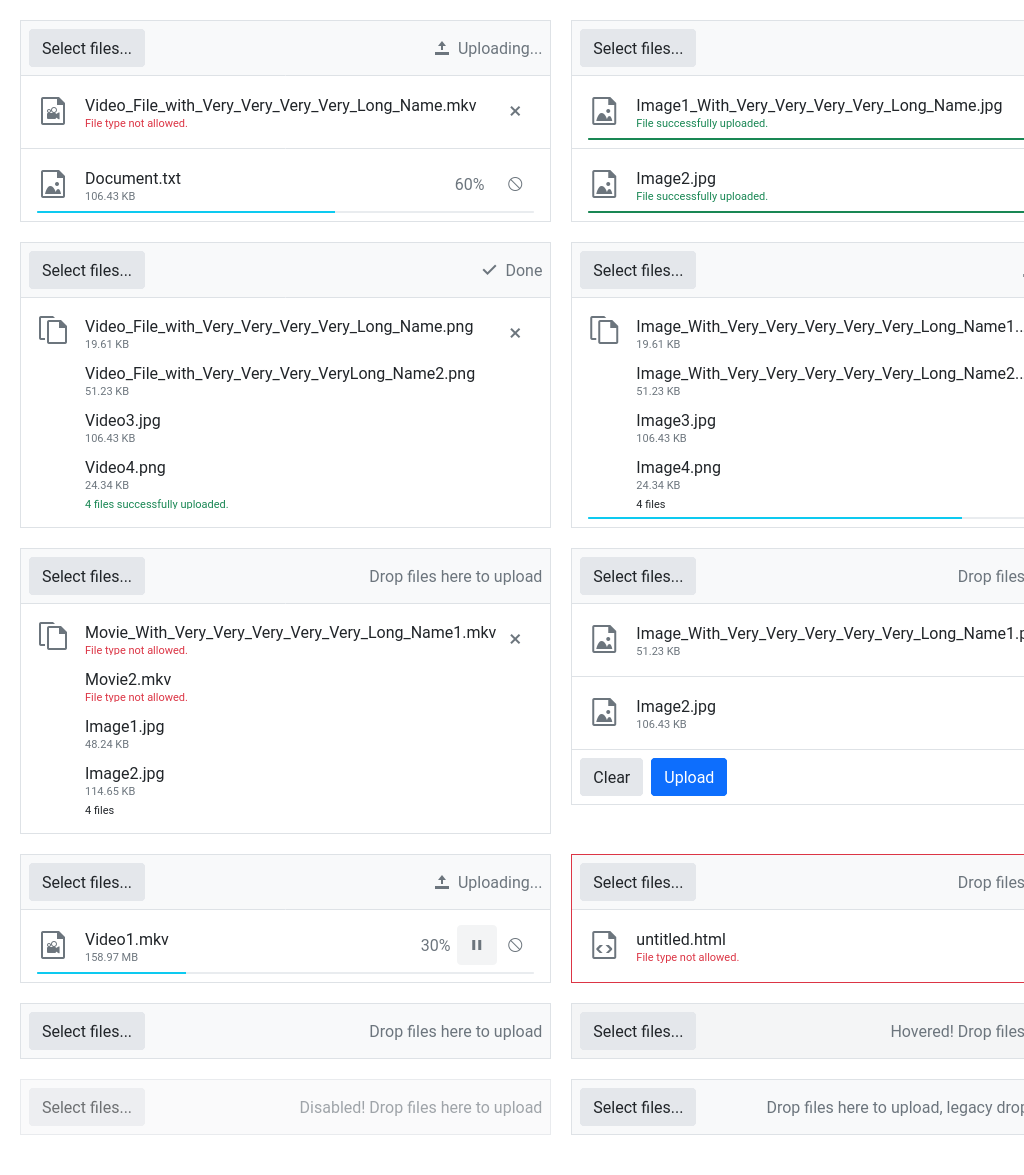 Select files...
Uploading...
Video_File_with_Very_Very_Very_Very_Long_Name.mkv
File type not allowed.
Document.txt
106.43 KB
60%
Select files...
Image1_With_Very_Very_Very_Very_Long_Name.jpg
File successfully uploaded.
Image2.jpg
File successfully uploaded.
Select files...
Done
Video_File_with_Very_Very_Very_Very_Long_Name.png
19.61 KB
Video_File_with_Very_Very_Very_VeryLong_Name2.png
51.23 KB
Video3.jpg
106.43 KB
Video4.png
24.34 KB
4 files successfully uploaded.
Select files...
Image_With_Very_Very_Very_Very_Very_Long_Name1...
19.61 KB
Image_With_Very_Very_Very_Very_Very_Long_Name2...
51.23 KB
Image3.jpg
106.43 KB
Image4.png
24.34 KB
4 files
Select files...
Drop files here to upload
Movie_With_Very_Very_Very_Very_Very_Long_Name1.mkv
File type not allowed.
Movie2.mkv
File type not allowed.
Image1.jpg
48.24 KB
Image2.jpg
114.65 KB
4 files
Select files...
Drop files
Image_With_Very_Very_Very_Very_Very_Long_Name1.p
51.23 KB
Image2.jpg
106.43 KB
Clear
Upload
Select files...
Uploading...
Video1.mkv
158.97 MB
30%
Select files...
Drop files
untitled.html
File type not allowed.
Select files...
Drop files here to upload
Select files...
Hovered! Drop files
Select files...
Disabled! Drop files here to upload
Select files...
Drop files here to upload, legacy drop